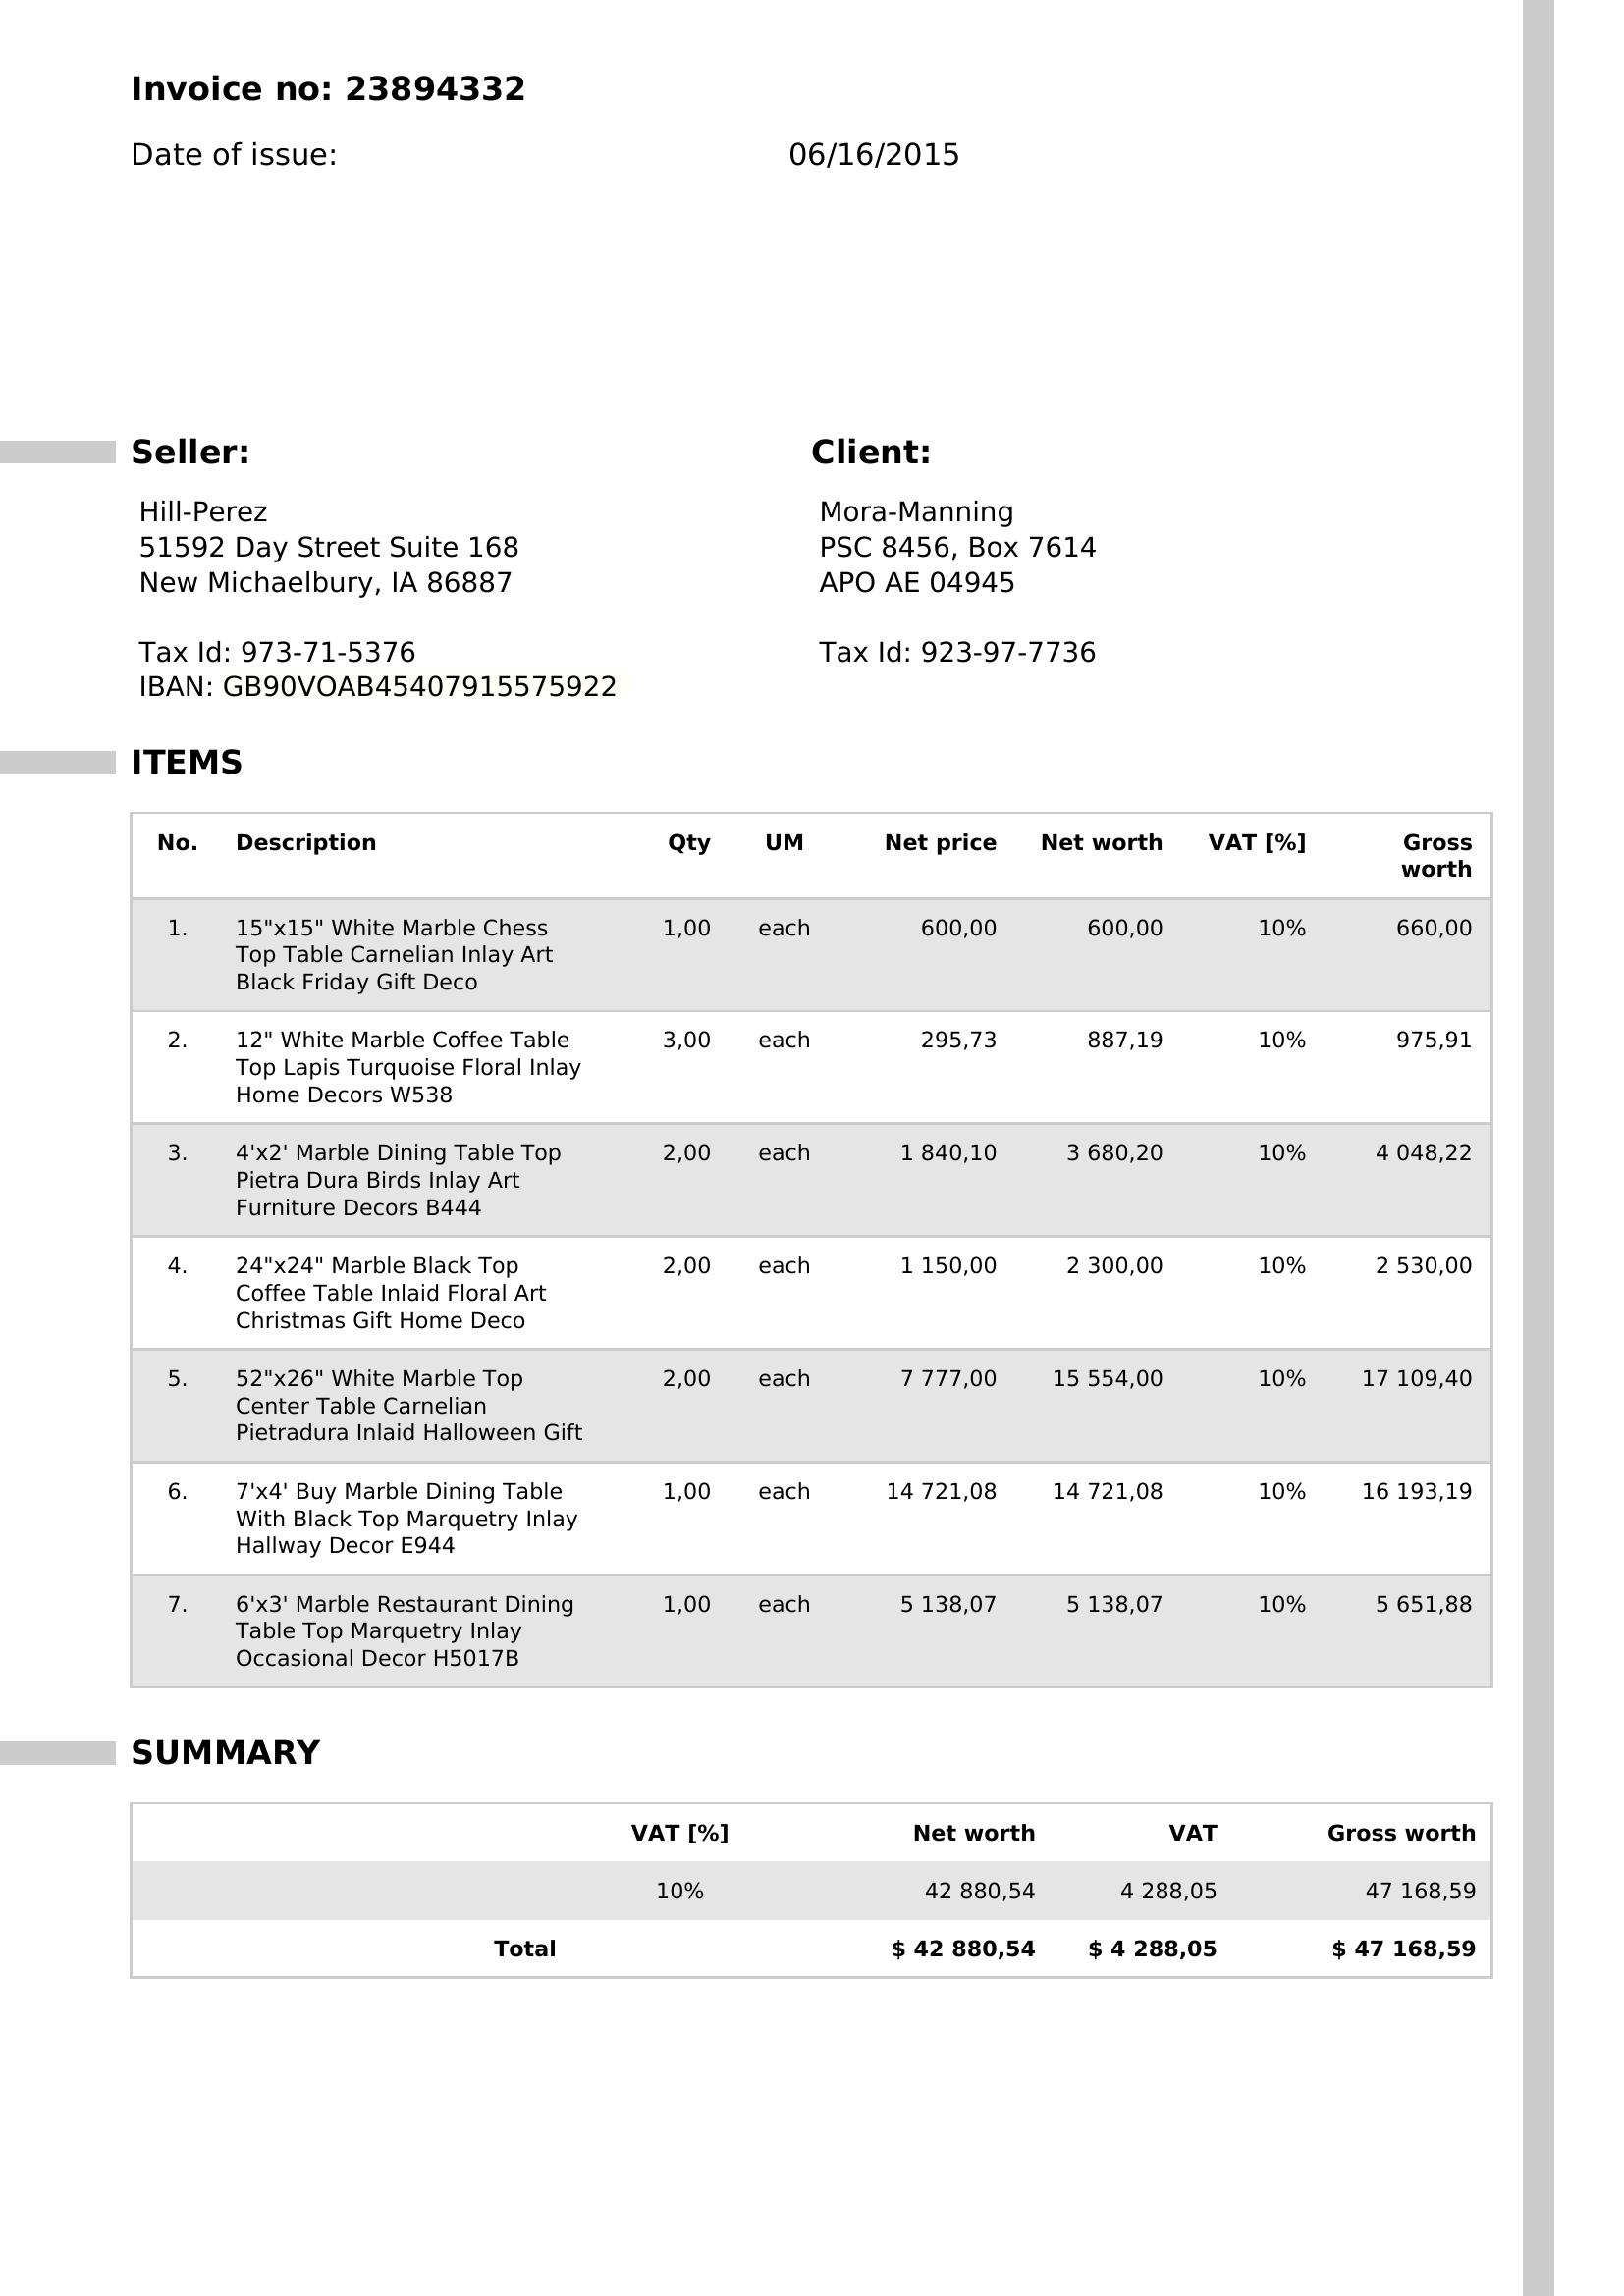 Invoice no: 23894332
Date of issue: 06/16/2015
Seller: Client:
Hill-Perez Mora-Manning
51592 Day Street Suite 168 PSC 8456, Box 7614
New Michaelbury, IA 86887 APO AE 04945
Tax Id: 973-71-5376 Tax Id: 923-97-7736
IBAN: GB90VOAB45407915575922
ITEMS
No. Description Qty UM Net price Net worth VAT [%] Gross
worth
1. 15"x15" White Marble Chess 1,00 each 600,00 600,00 10% 660,00
Top Table Carnelian Inlay Art
Black Friday Gift Deco
2. 12" White Marble Coffee Table 3,00 each 295,73 887,19 10% 975,91
Top Lapis Turquoise Floral Inlay
Home Decors W538
3. 4'x2' Marble Dining Table Top 2,00 each 1 840,10 3 680,20 10% 4 048,22
Pietra Dura Birds Inlay Art
Furniture Decors B444
4. 24"x24" Marble Black Top 2,00 each 1 150,00 2 300,00 10% 2 530,00
Coffee Table Inlaid Floral Art
Christmas Gift Home Deco
5. 52"x26" White Marble Top 2,00 each 7 777,00 15 554,00 10% 17 109,40
Center Table Carnelian
Pietradura Inlaid Halloween Gift
6. 7'x4' Buy Marble Dining Table 1,00 each 14 721,08 14 721,08 10% 16 193,19
With Black Top Marquetry Inlay
Hallway Decor E944
7. 6'x3' Marble Restaurant Dining 1,00 each 5 138,07 5 138,07 10% 5 651,88
Table Top Marquetry Inlay
Occasional Decor H5017B
SUMMARY
VAT [%] Net worth VAT Gross worth
10% 42 880,54 4 288,05 47 168,59
Total $ 42 880,54 $ 4 288,05 $ 47 168,59